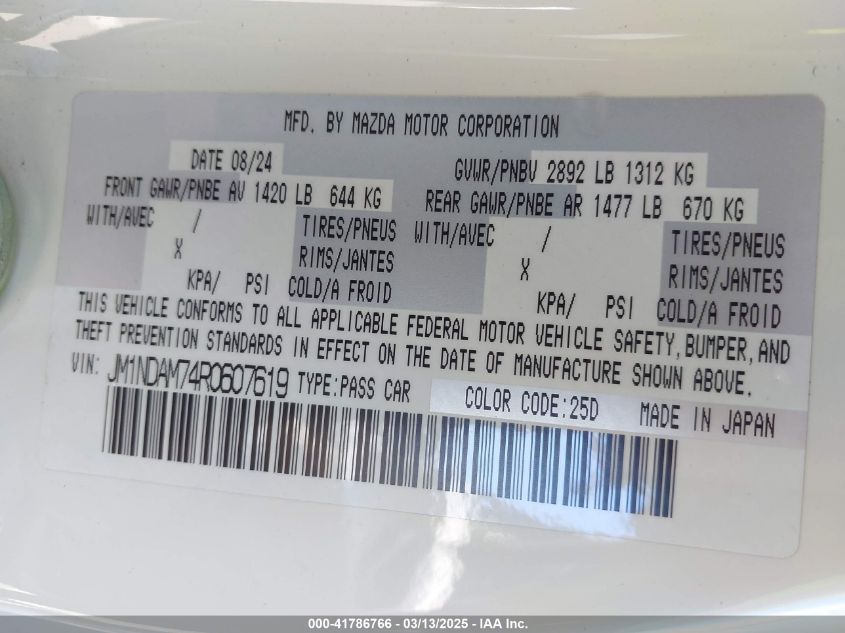 MFD. BY MAZDA MOTOR CORPORATION
DATE 08/24 GVWR/PNBV 2892 LB 1312 KG
FRONT GAWR/PNBE AV 1420 LB 644 KG REAR GAWR/PNBE AR 1477 LB 670 KG
WITH/AVEC / TIRES/PNEUS WITH/AVEC / TIRES/PNEUS
X RIMS/JANTES X RIMS/JANTES
KPA/ PSI COLD/A FROID KPA/ PSI COLD/A FROID
THIS VEHICLE CONFORMS TO ALL APPLICABLE FEDERAL MOTOR VEHICLE SAFETY, BUMPER, AND
THEFT PREVENTION STANDARDS IN EFFECT ON THE DATE OF MANUFACTURE SHOWN ABOVE.
VIN: JM1NDAM74R0607619 TYPE:PASS CAR COLOR CODE:25D MADE IN JAPAN
000-41786766 - 03/13/2025 - IAA Inc.